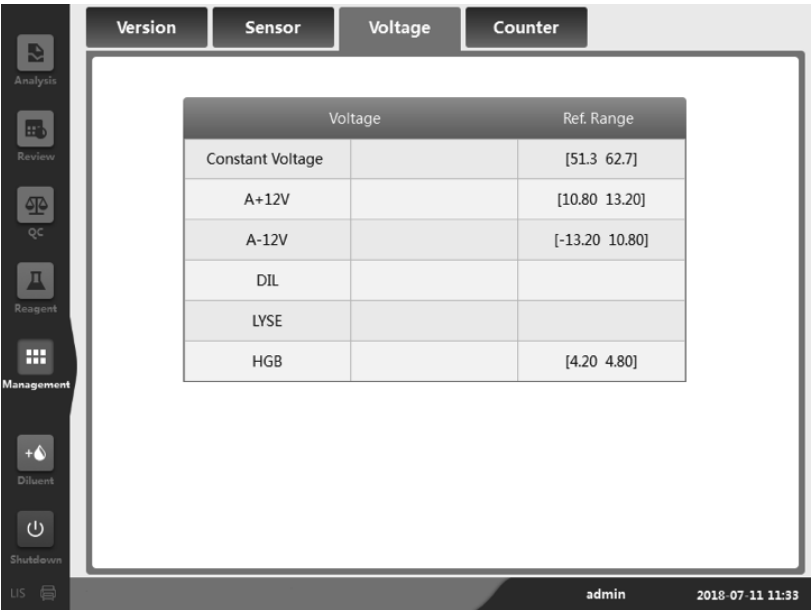 Version Sensor Voltage Counter
Analysis
Review
QC
Reagent
Management
Diluent
Shutdown
LIS
Voltage Ref. Range
Constant Voltage [51.3 62.7]
A+12V [10.80 13.20]
A-12V [-13.20 10.80]
DIL
LYSE
HGB [4.20 4.80]
admin 2018-07-11 11:33